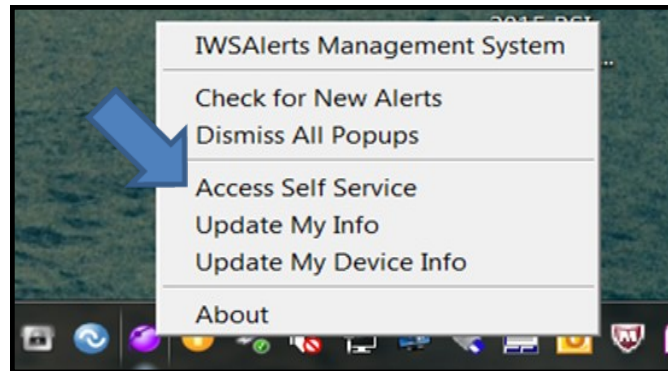 IWSAlerts Management System
Check for New Alerts
Dismiss All Popups
Access Self Service
Update My Info
Update My Device Info
About